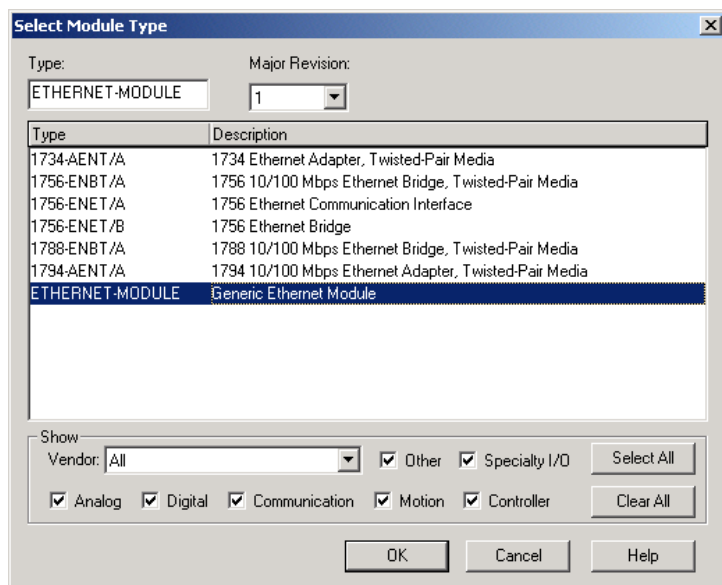 Select Module Type
Type: Major Revision:
ETHERNET-MODULE 1
Type Description
1734-AENT/A 1734 Ethernet Adapter, Twisted-Pair Media
1756-ENBT/A 1756 10/100 Mbps Ethernet Bridge, Twisted-Pair Media
1756-ENET/A 1756 Ethernet Communication Interface
1756-ENET/B 1756 Ethernet Bridge
1788-ENBT/A 1788 10/100 Mbps Ethernet Bridge, Twisted-Pair Media
1794-AENT/A 1794 10/100 Mbps Ethernet Adapter, Twisted-Pair Media
ETHERNET-MODULE Generic Ethernet Module
Show
Vendor: All Other Specialty I/O Select All
Analog Digital Communication Motion Controller Clear All
OK Cancel Help